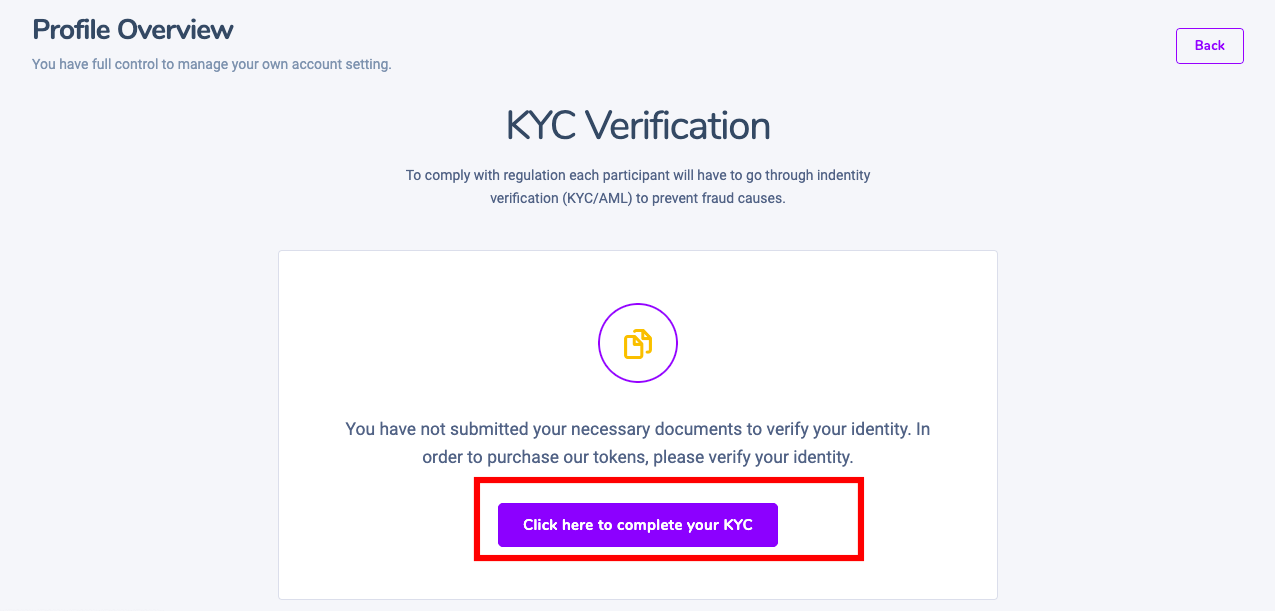 Profile Overview
Back
You have full control to manage your own account setting.
KYC Verification
To comply with regulation each participant will have to go through indentity
verification (KYC/AML) to prevent fraud causes.
You have not submitted your necessary documents to verify your identity. In
order to purchase our tokens, please verify your identity.
Click here to complete your KYC